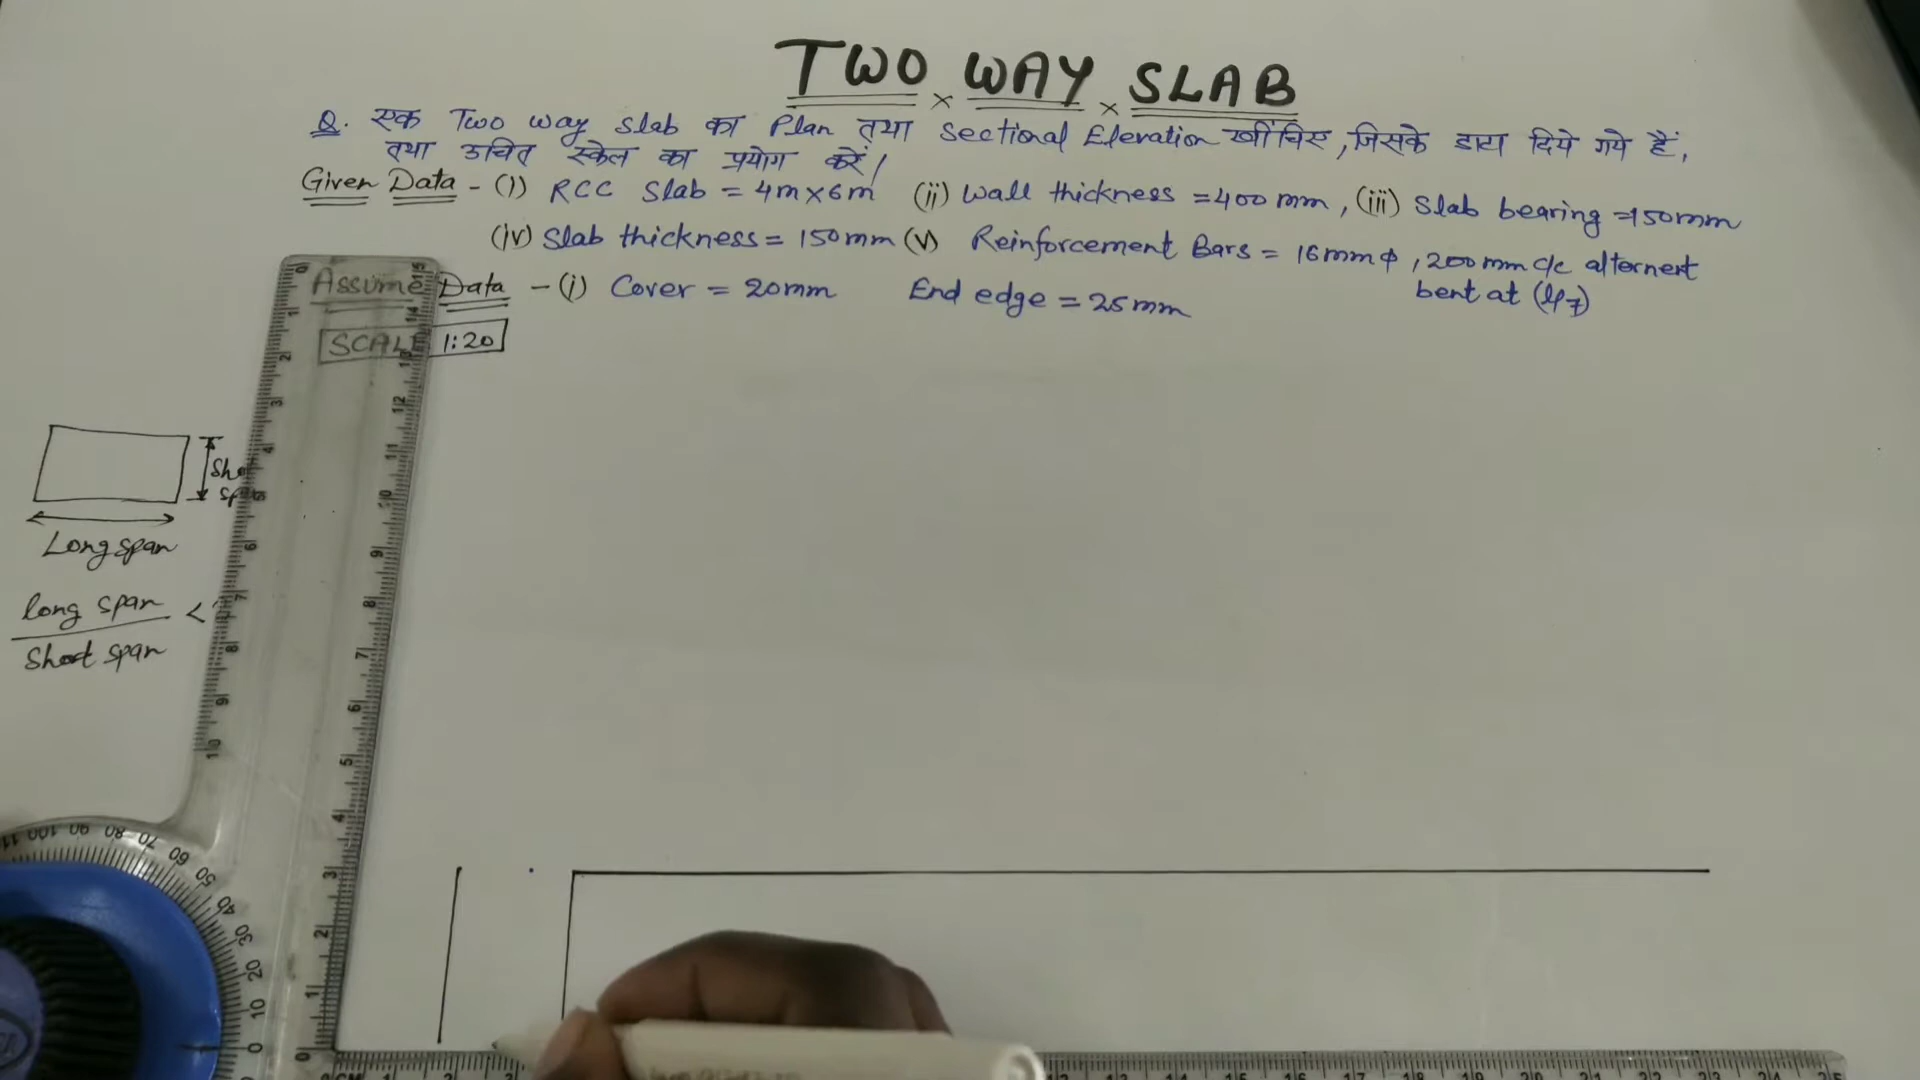 TWO WAY SLAB
Q. एक Two way slab का Plan तथा Sectional Elevation खींचिए, जिसके डाटा दिये गये हैं,
तथा उचित स्केल का प्रयोग करें।
Given Data - (i) RCC Slab = 4m x 6m (ii) Wall thickness = 400 mm, (iii) Slab bearing = 150mm
(iv) Slab thickness = 150mm (v) Reinforcement Bars = 16mm ϕ, 200mm c/c alternert
bent at (l/7)
Assume Data - (i) Cover = 20mm End edge = 25mm
SCALE 1:20
Long span
long span <
Short span